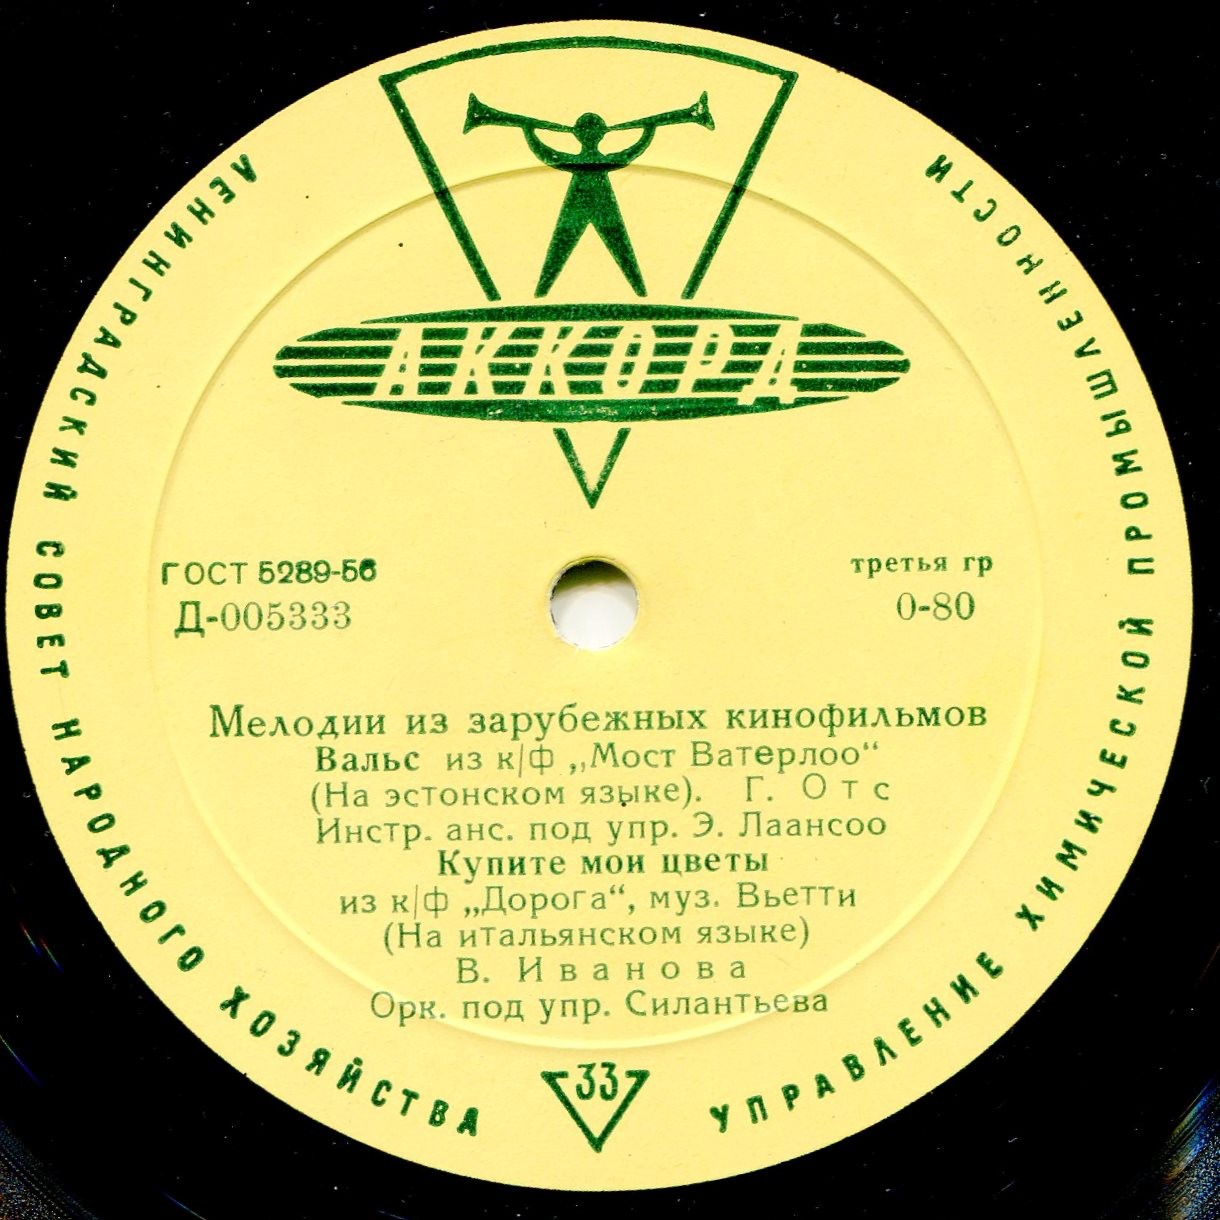 ЛЕНИНГРАДСКИЙ СОВЕТ НАРОДНОГО ХОЗЯЙСТВА
УПРАВЛЕНИЕ ХИМИЧЕСКОЙ ПРОМЫШЛЕННОСТИ
АККОРД
ГОСТ 5289-56
третья гр
Д-005333
0-80
Мелодии из зарубежных кинофильмов
Вальс из к/ф „Мост Ватерлоо“
(На эстонском языке). Г. Отс
Инстр. анс. под упр. Э. Лаансоо
Купите мои цветы
из к/ф „Дорога“, муз. Вьетти
(На итальянском языке)
В. Иванова
Орк. под упр. Силантьева
33